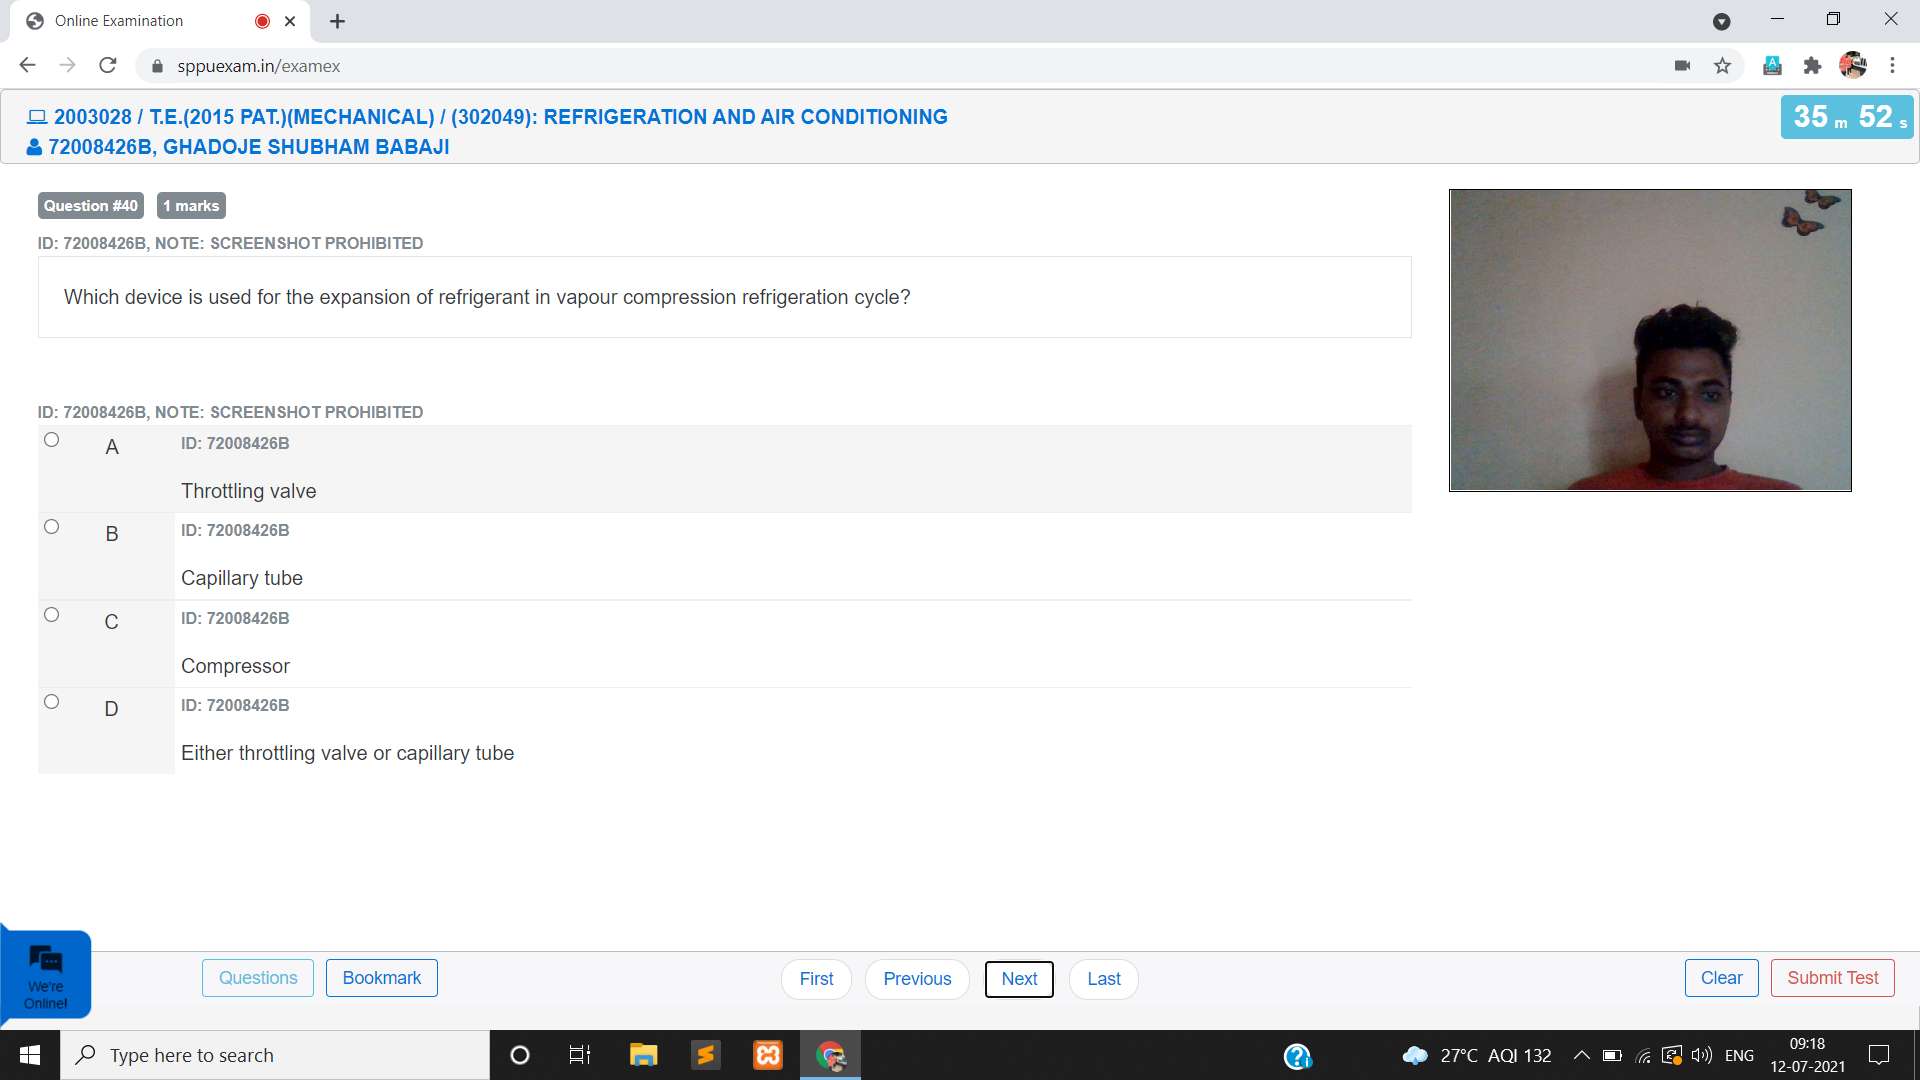 Online Examination
sppuexam.in/examex
2003028 / T.E.(2015 PAT.)(MECHANICAL) / (302049): REFRIGERATION AND AIR CONDITIONING
35 m 52 s
72008426B, GHADOJE SHUBHAM BABAJI
Question #40 1 marks
ID: 72008426B, NOTE: SCREENSHOT PROHIBITED
Which device is used for the expansion of refrigerant in vapour compression refrigeration cycle?
ID: 72008426B, NOTE: SCREENSHOT PROHIBITED
A ID: 72008426B
Throttling valve
B ID: 72008426B
Capillary tube
C ID: 72008426B
Compressor
D ID: 72008426B
Either throttling valve or capillary tube
We're
Online!
Questions Bookmark First Previous Next Last Clear Submit Test
Type here to search
27°C AQI 132 ENG
09:18
12-07-2021